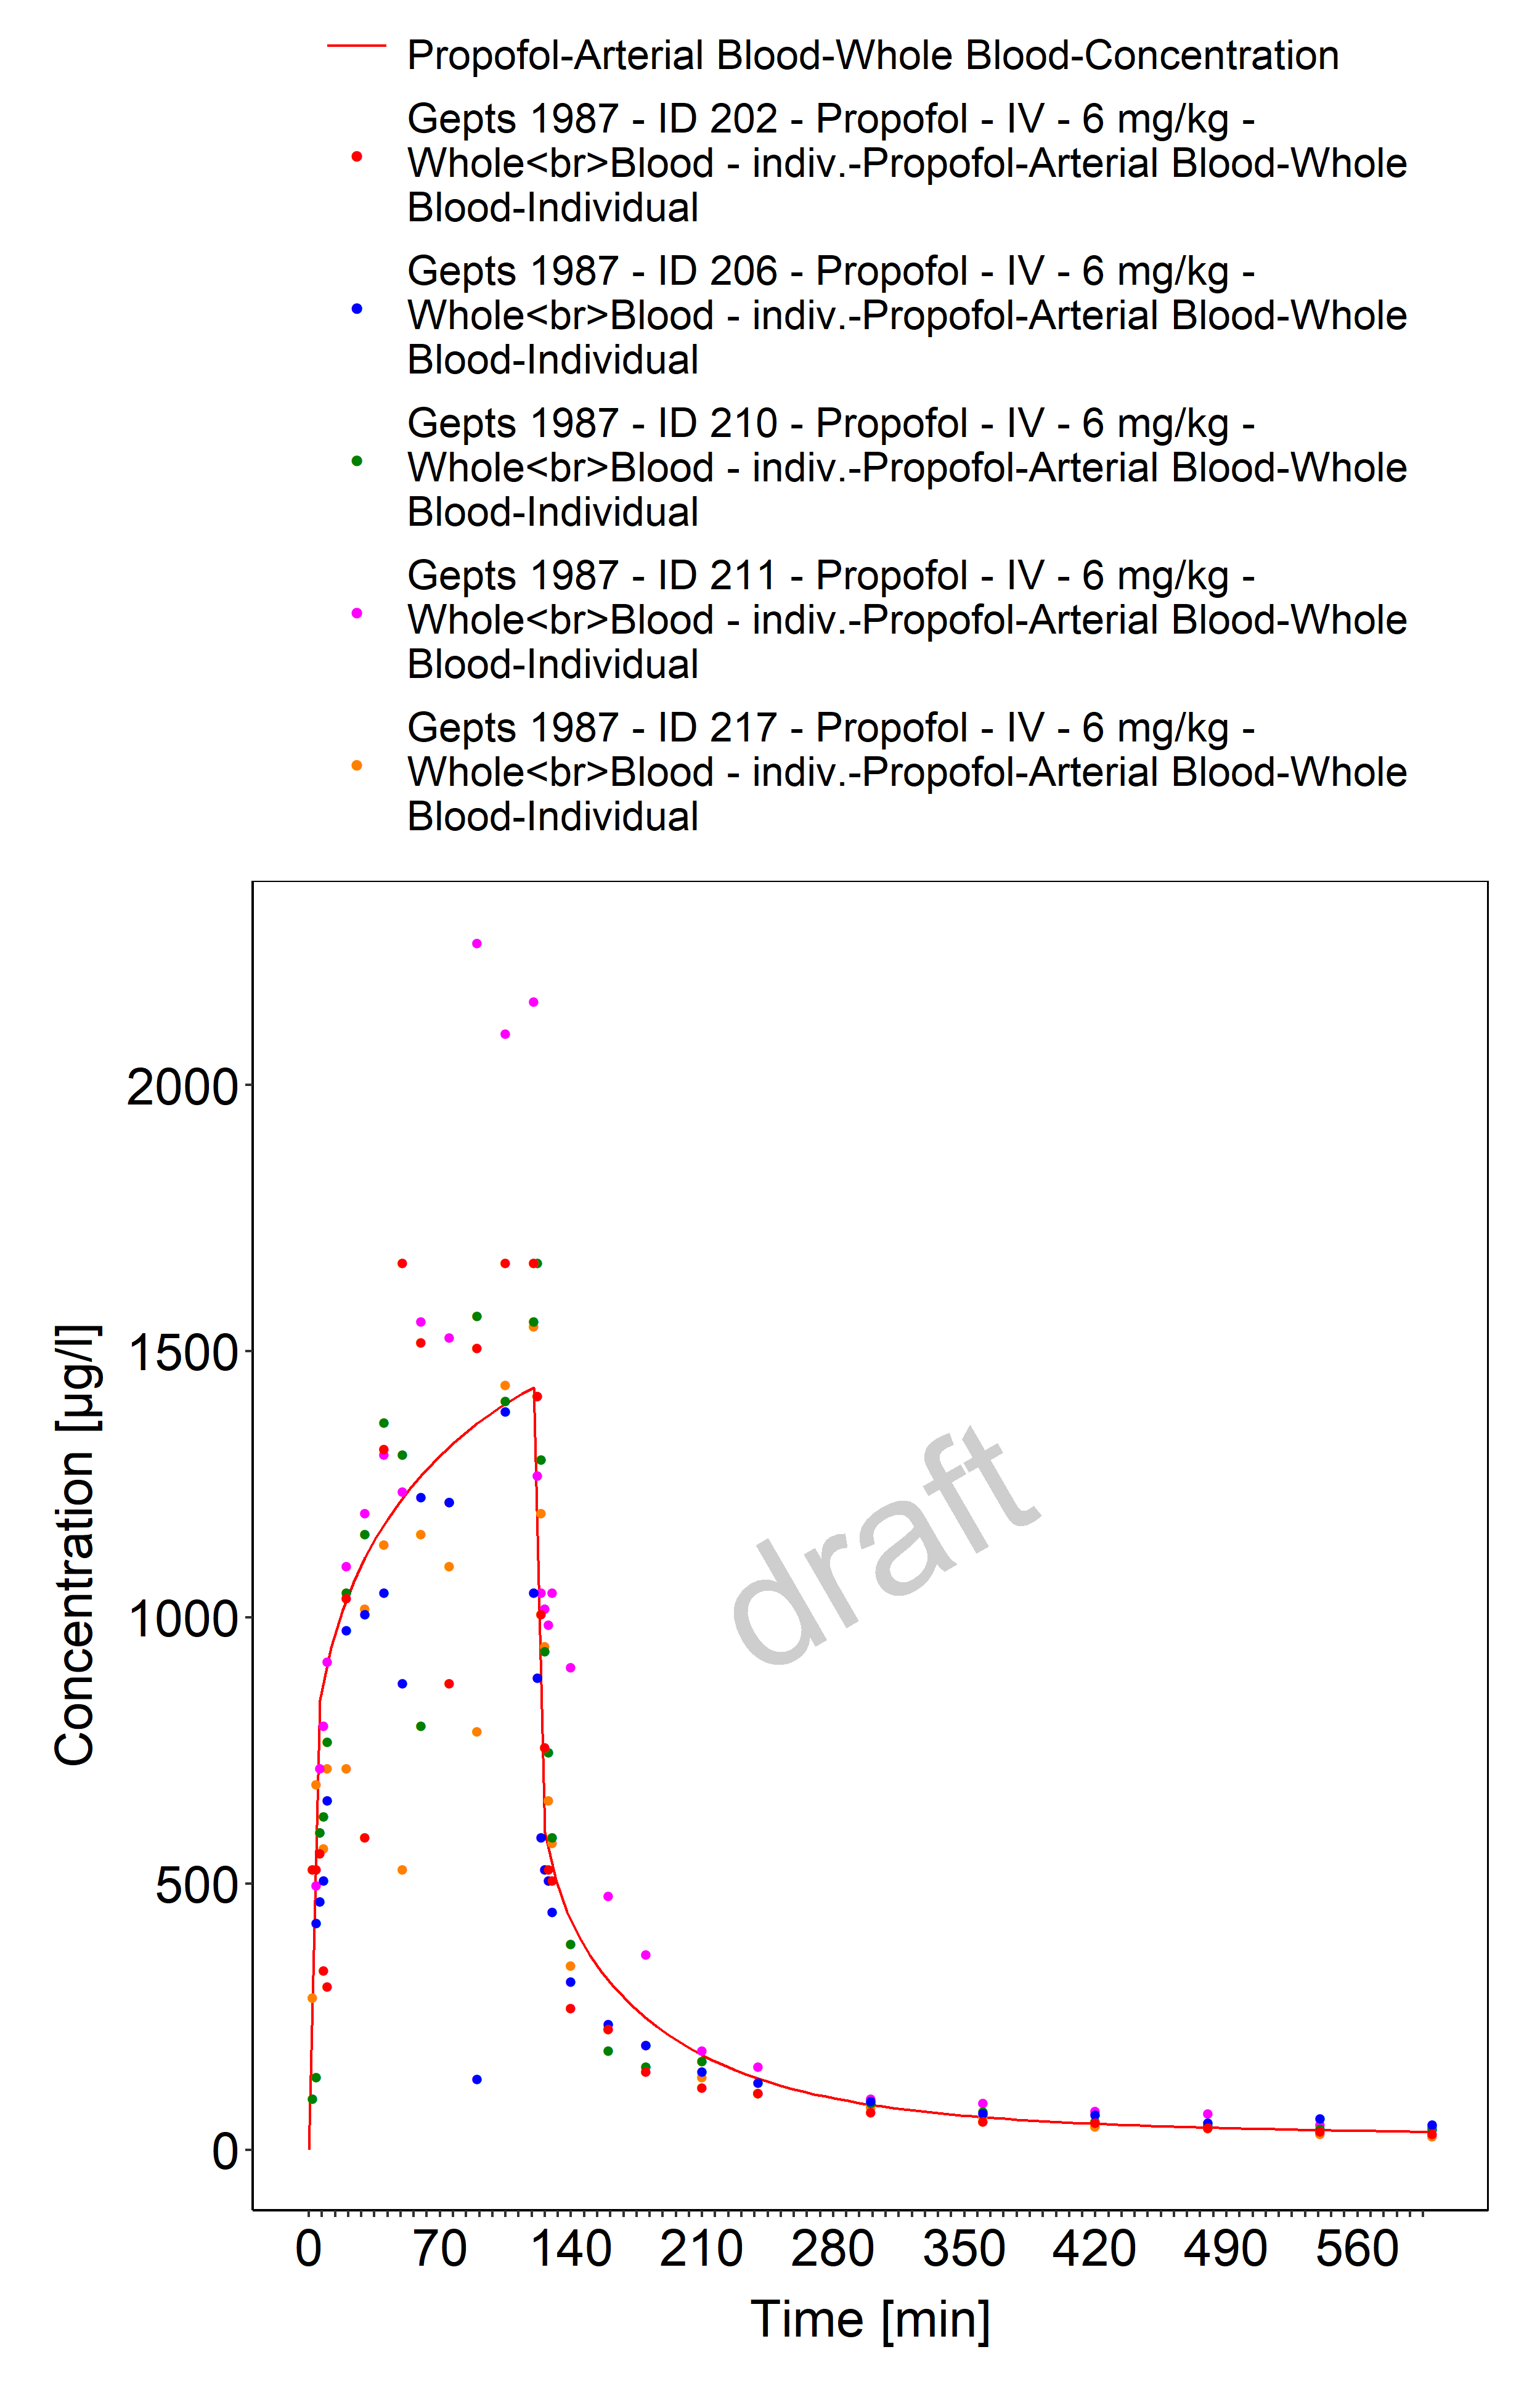 Propofol-Arterial Blood-Whole Blood-Concentration
Gepts 1987 - ID 202 - Propofol - IV - 6 mg/kg -
Whole<br>Blood - indiv.-Propofol-Arterial Blood-Whole
Blood-Individual
Gepts 1987 - ID 206 - Propofol - IV - 6 mg/kg -
Whole<br>Blood - indiv.-Propofol-Arterial Blood-Whole
Blood-Individual
Gepts 1987 - ID 210 - Propofol - IV - 6 mg/kg -
Whole<br>Blood - indiv.-Propofol-Arterial Blood-Whole
Blood-Individual
Gepts 1987 - ID 211 - Propofol - IV - 6 mg/kg -
Whole<br>Blood - indiv.-Propofol-Arterial Blood-Whole
Blood-Individual
Gepts 1987 - ID 217 - Propofol - IV - 6 mg/kg -
Whole<br>Blood - indiv.-Propofol-Arterial Blood-Whole
Blood-Individual
Concentration [µg/l]
2000
1500
1000
500
0
draft
0 70 140 210 280 350 420 490 560
Time [min]